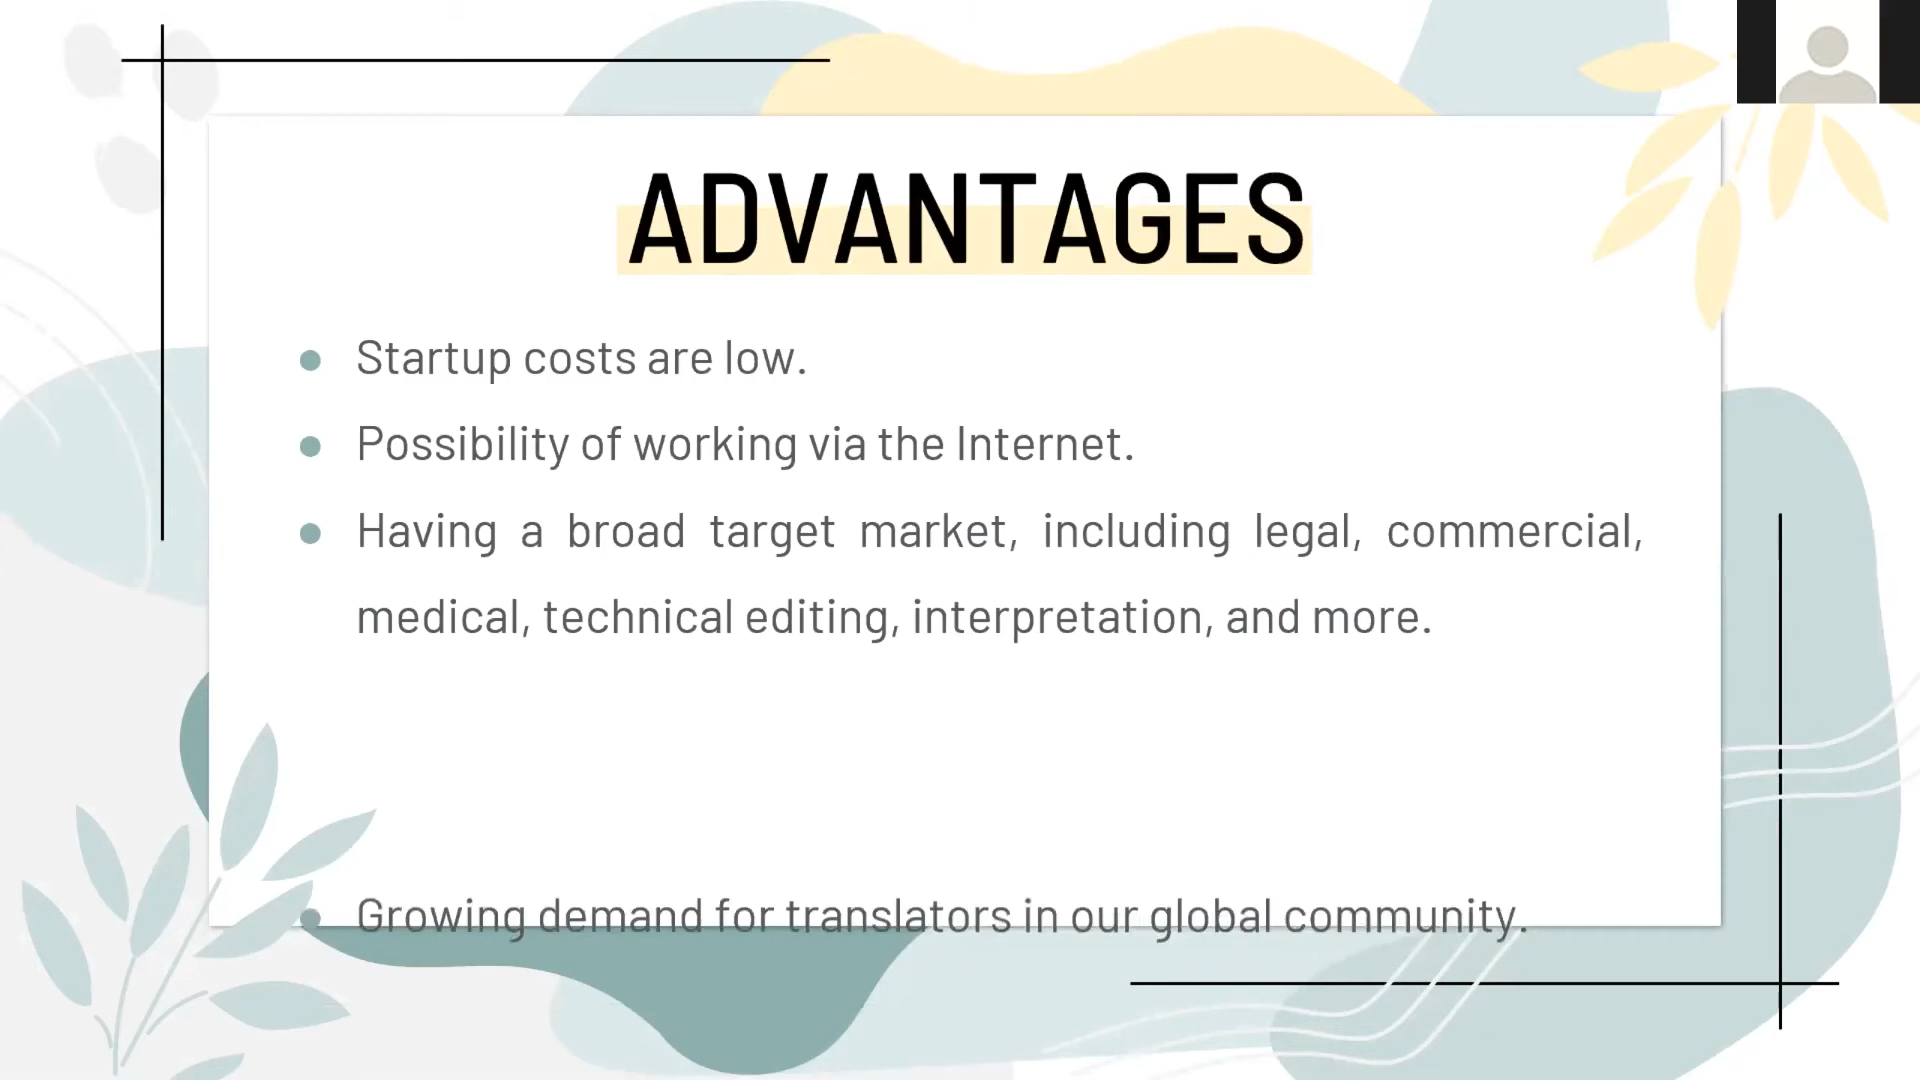 ADVANTAGES
Startup costs are low.
Possibility of working via the Internet.
Having a broad target market, including legal, commercial,
medical, technical editing, interpretation, and more.
Growing demand for translators in our global community.